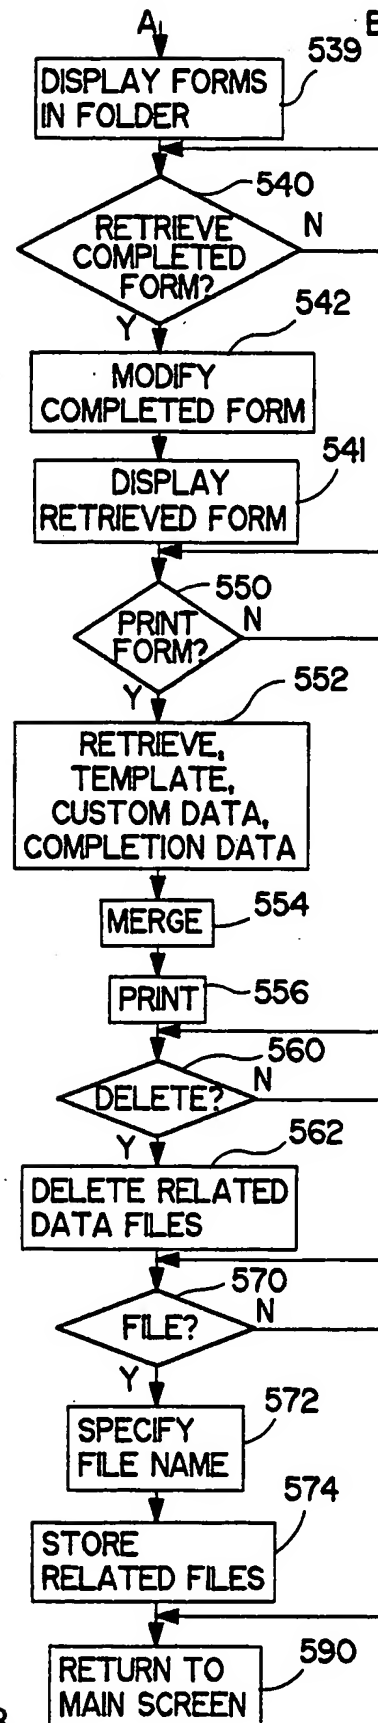 A
E
539
DISPLAY FORMS
IN FOLDER
540
RETRIEVE
COMPLETED
FORM?
N
Y
542
MODIFY
COMPLETED FORM
541
DISPLAY
RETRIEVED FORM
550
PRINT
FORM?
N
Y
552
RETRIEVE,
TEMPLATE,
CUSTOM DATA,
COMPLETION DATA
MERGE
554
PRINT
556
560
DELETE?
N
Y
562
DELETE RELATED
DATA FILES
570
FILE?
N
Y
572
SPECIFY
FILE NAME
574
STORE
RELATED FILES
590
RETURN TO
MAIN SCREEN